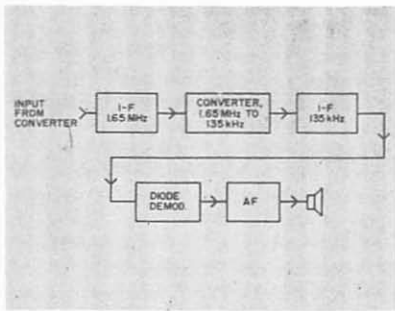 INPUT
FROM
CONVERTER
I-F
1.65 MHz
CONVERTER,
1.65 MHz TO
135 kHz
I-F
135 kHz
DIODE
DEMOD.
AF